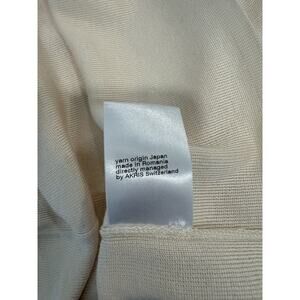 yarn origin Japan
made in Romania
directly managed
by AKRIS Switzerland